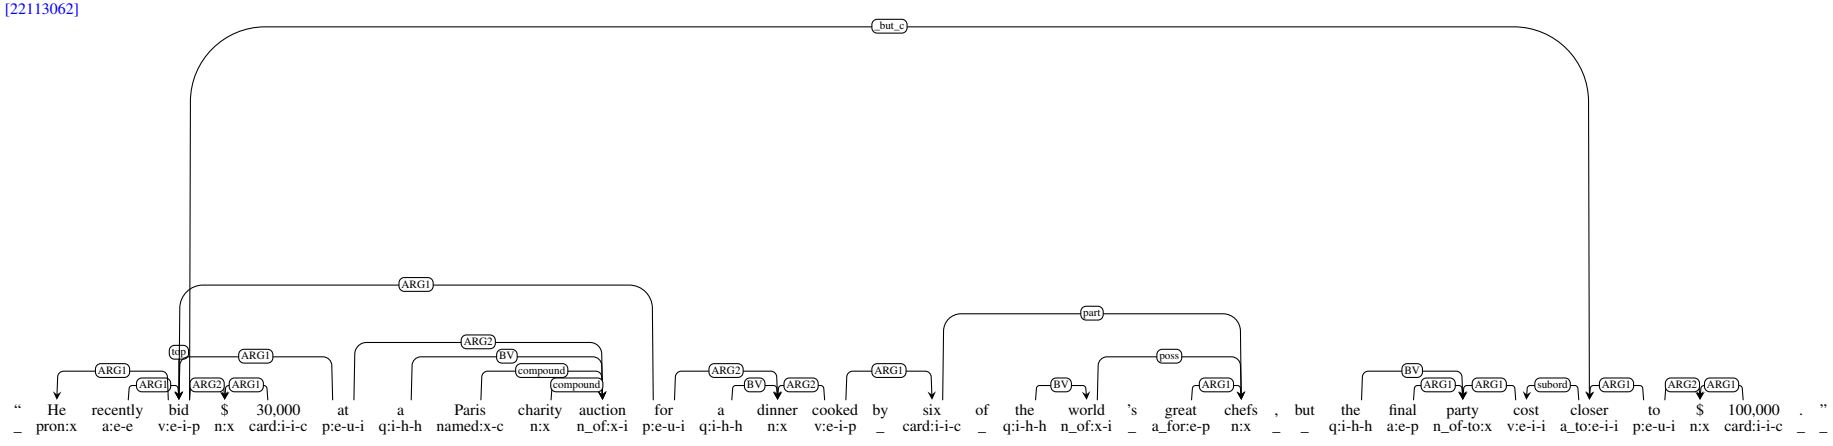 [22113062]
_but_c
ARG1
part
ARG2
top ARG1 BV poss
ARG1 compound ARG2 ARG1 BV
ARG1 ARG2 ARG1 compound BV ARG2 BV ARG1 ARG1 ARG1 subord ARG1 ARG2 ARG1
“ He recently bid $ 30,000 at a Paris charity auction for a dinner cooked by six of the world 's great chefs , but the final party cost closer to $ 100,000 . ”
_ pron:x a:e-e v:e-i-p n:x card:i-i-c p:e-u-i q:i-h-h named:x-c n:x n_of:x-i p:e-u-i q:i-h-h n:x v:e-i-p _ card:i-i-c _ q:i-h-h n_of:x-i _ a_for:e-p n:x _ _ q:i-h-h a:e-p n_of-to:x v:e-i-i a_to:e-i-i p:e-u-i n:x card:i-i-c _ _